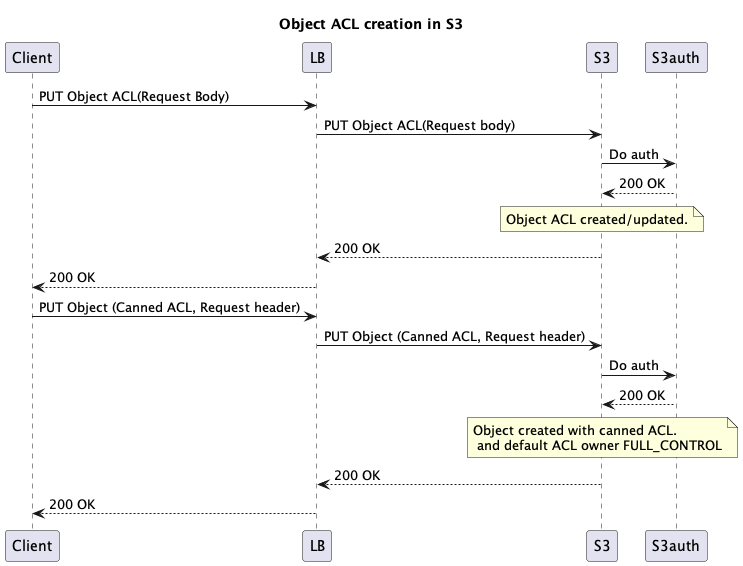 Object ACL creation in S3
Client LB S3 S3auth
PUT Object ACL(Request Body)
PUT Object ACL(Request body)
Do auth
200 OK
Object ACL created/updated.
200 OK
200 OK
PUT Object (Canned ACL, Request header)
PUT Object (Canned ACL, Request header)
Do auth
200 OK
Object created with canned ACL.
and default ACL owner FULL_CONTROL
200 OK
200 OK
Client LB S3 S3auth